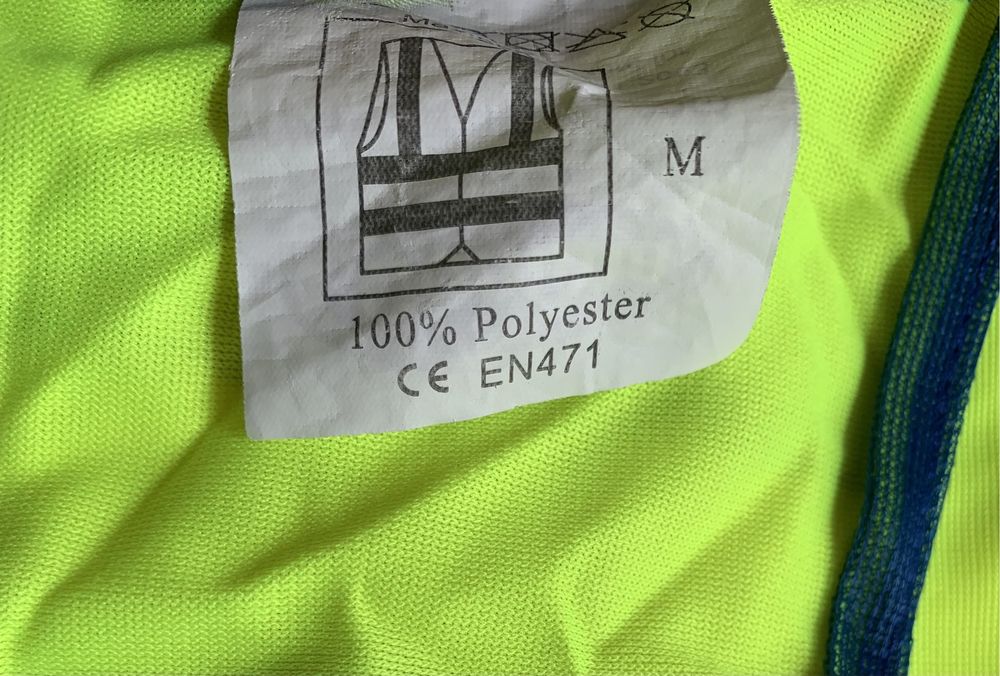 M
100% Polyester
CE EN471